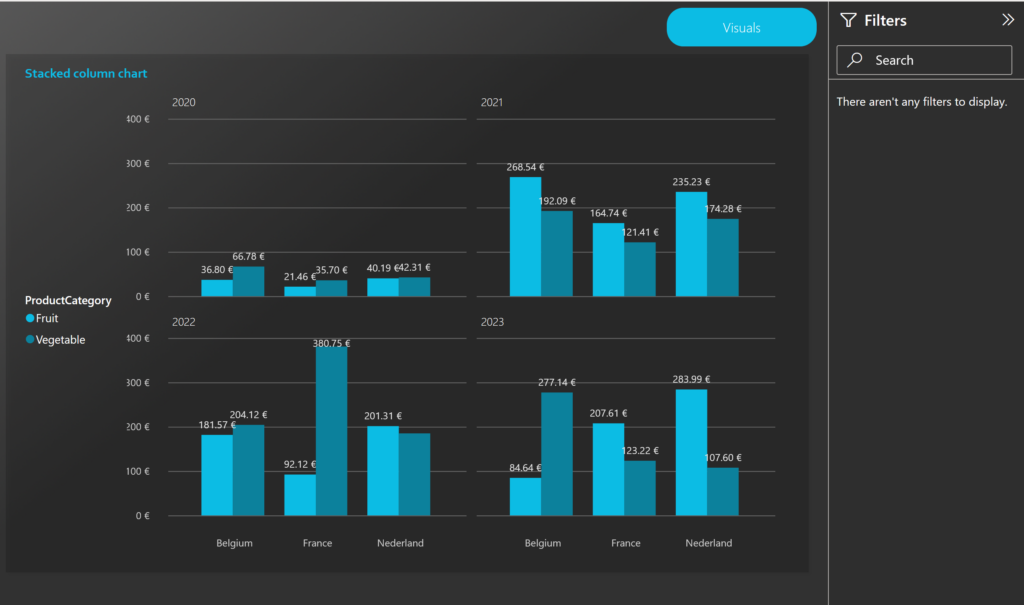 Visuals
Filters
Search
There aren't any filters to display.
Stacked column chart
ProductCategory
Fruit
Vegetable
2020
400 €
300 €
200 €
100 €
0 €
36.80 €
66.78 €
21.46 €
35.70 €
40.19 €
42.31 €
2021
268.54 €
192.09 €
164.74 €
121.41 €
235.23 €
174.28 €
2022
400 €
300 €
200 €
100 €
0 €
181.57 €
204.12 €
92.12 €
380.75 €
201.31 €
Belgium
France
Nederland
2023
84.64 €
277.14 €
207.61 €
123.22 €
283.99 €
107.60 €
Belgium
France
Nederland